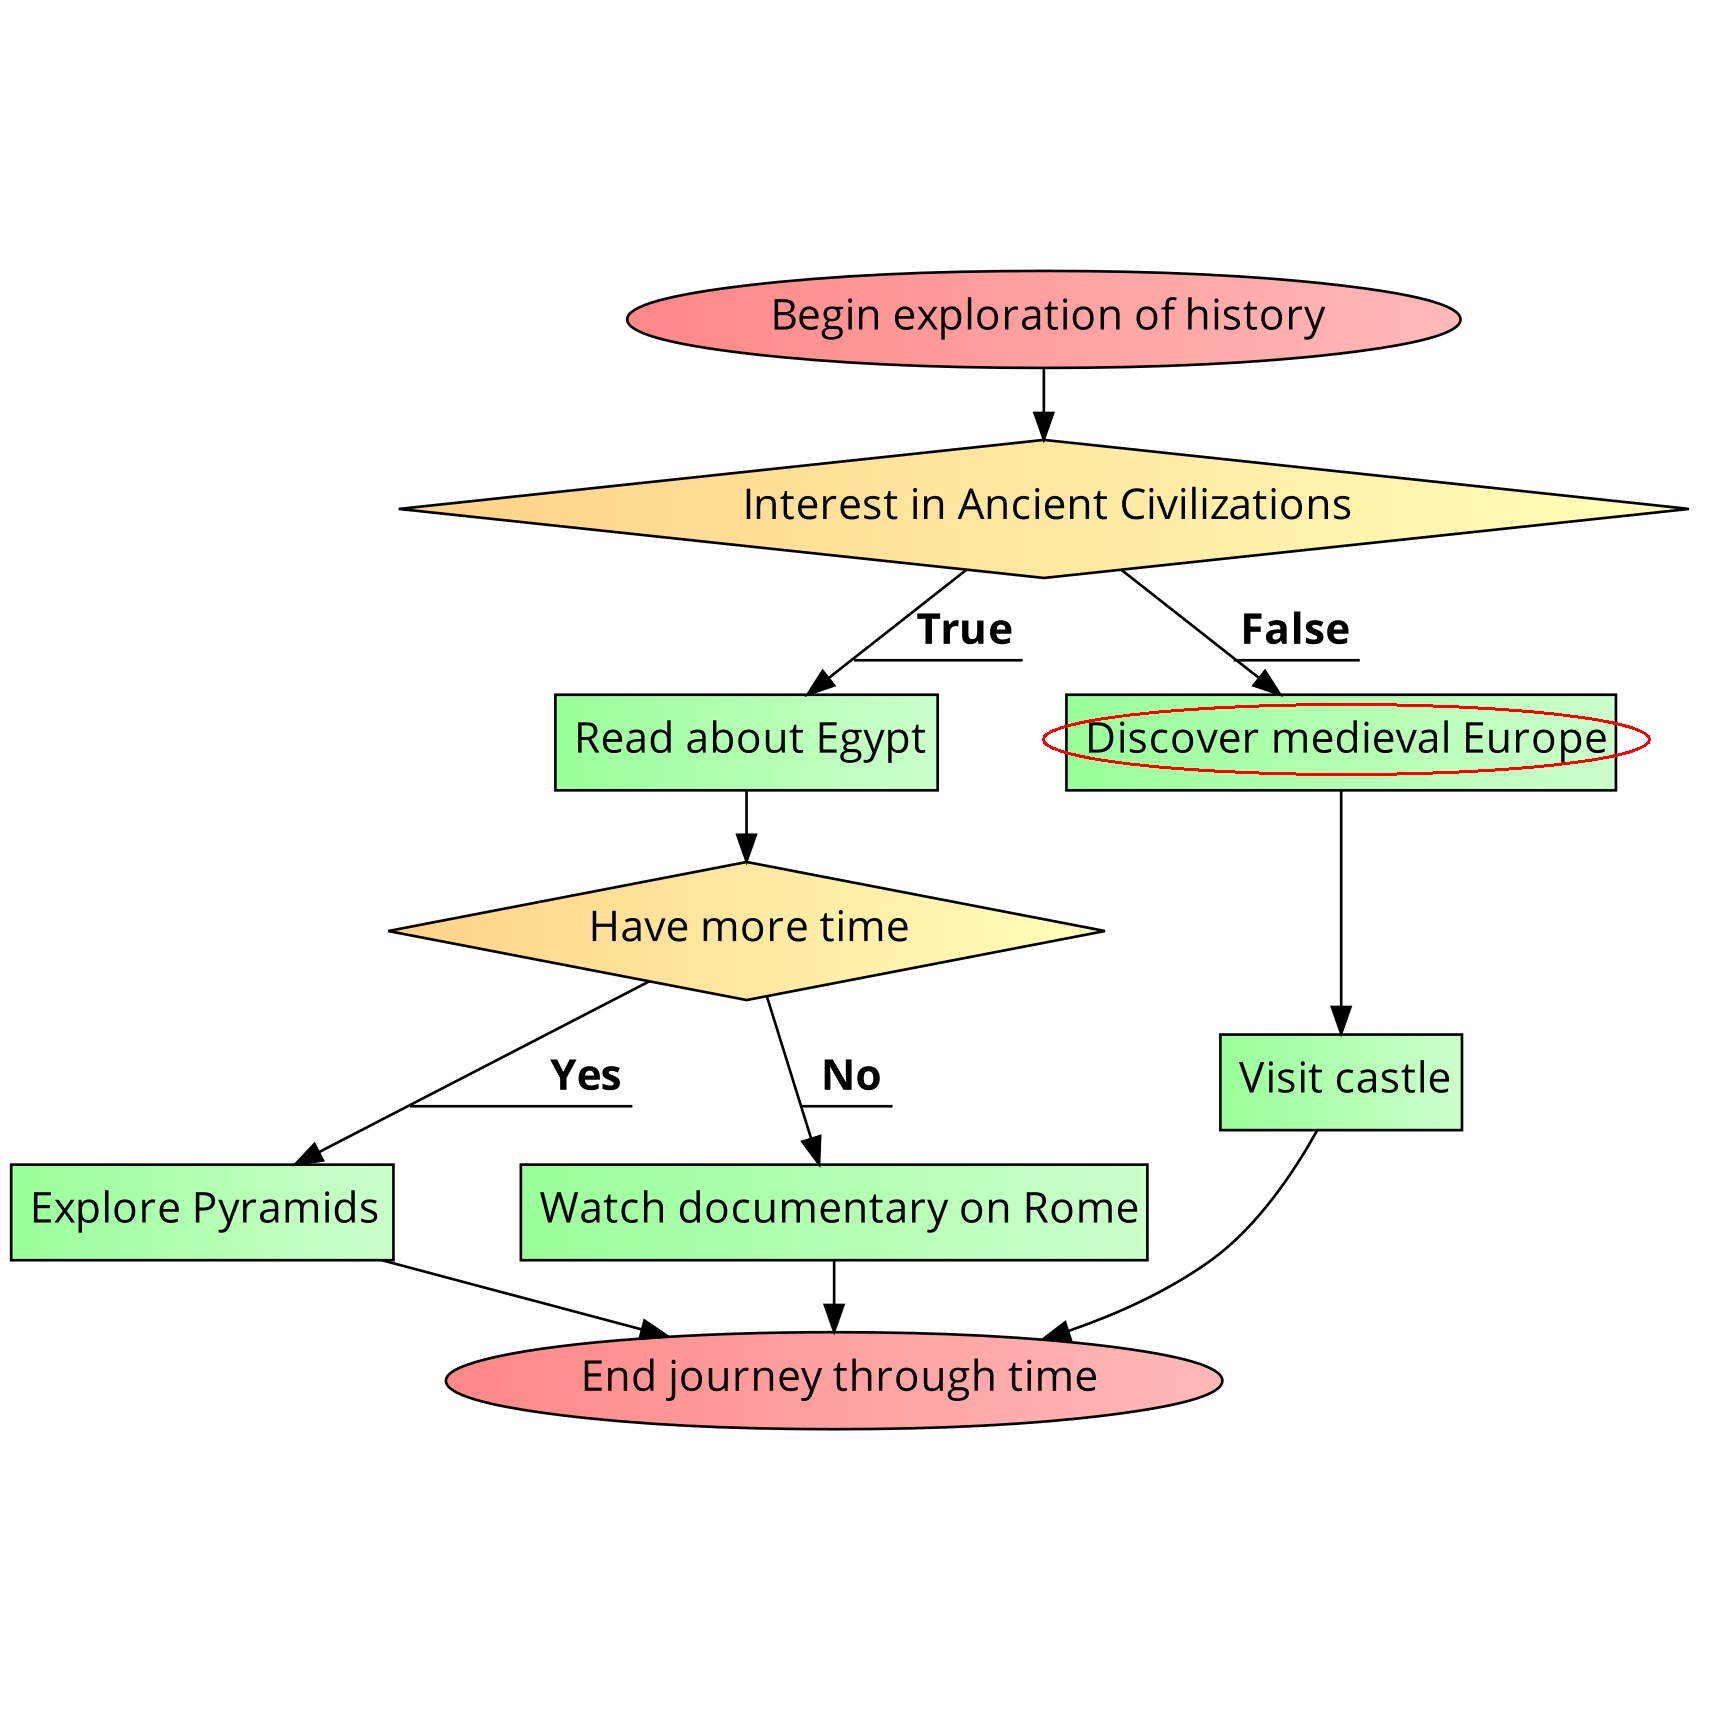 Begin exploration of history
Interest in Ancient Civilizations
True
False
Read about Egypt
Discover medieval Europe
Have more time
Yes
No
Visit castle
Explore Pyramids
Watch documentary on Rome
End journey through time